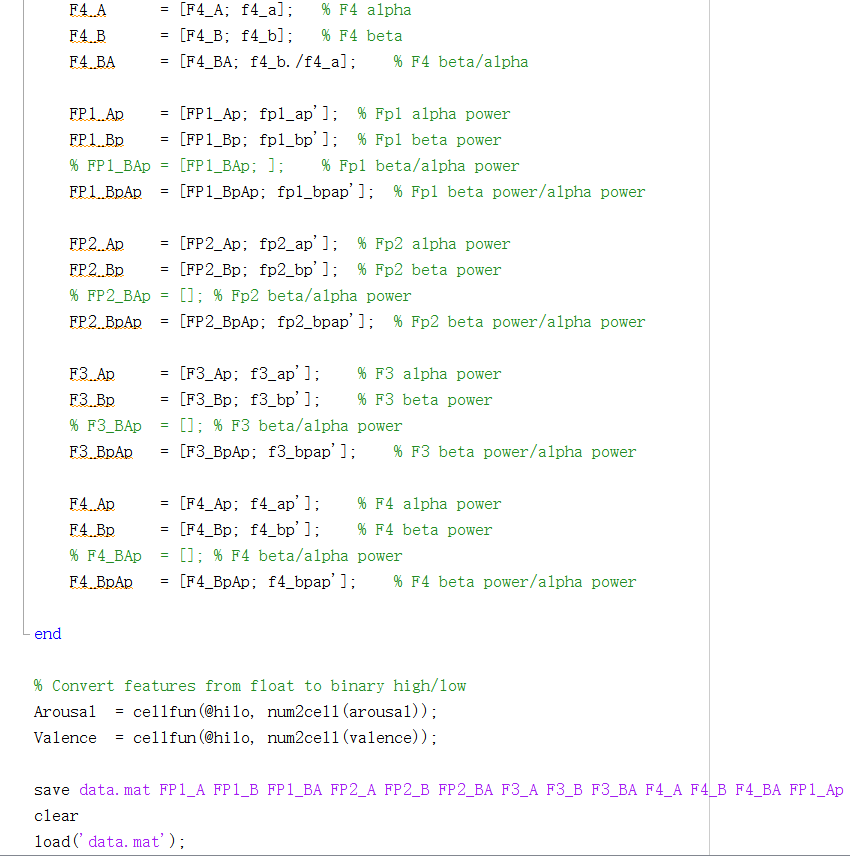 F4_A      = [F4_A; f4_a];   % F4 alpha
F4_B      = [F4_B; f4_b];   % F4 beta
F4_BA     = [F4_BA; f4_b./f4_a];    % F4 beta/alpha
FP1_Ap    = [FP1_Ap; fp1_ap'];  % Fp1 alpha power
FP1_Bp    = [FP1_Bp; fp1_bp'];  % Fp1 beta power
% FP1_BAp = [FP1_BAp; ];    % Fp1 beta/alpha power
FP1_BpAp  = [FP1_BpAp; fp1_bpap'];  % Fp1 beta power/alpha power
FP2_Ap    = [FP2_Ap; fp2_ap'];  % Fp2 alpha power
FP2_Bp    = [FP2_Bp; fp2_bp'];  % Fp2 beta power
% FP2_BAp = []; % Fp2 beta/alpha power
FP2_BpAp  = [FP2_BpAp; fp2_bpap'];  % Fp2 beta power/alpha power
F3_Ap     = [F3_Ap; f3_ap'];    % F3 alpha power
F3_Bp     = [F3_Bp; f3_bp'];    % F3 beta power
% F3_BAp  = []; % F3 beta/alpha power
F3_BpAp   = [F3_BpAp; f3_bpap'];    % F3 beta power/alpha power
F4_Ap     = [F4_Ap; f4_ap'];    % F4 alpha power
F4_Bp     = [F4_Bp; f4_bp'];    % F4 beta power
% F4_BAp  = []; % F4 beta/alpha power
F4_BpAp   = [F4_BpAp; f4_bpap'];    % F4 beta power/alpha power
end
% Convert features from float to binary high/low
Arousal  = cellfun(@hilo, num2cell(arousal));
Valence  = cellfun(@hilo, num2cell(valence));
save data.mat FP1_A FP1_B FP1_BA FP2_A FP2_B FP2_BA F3_A F3_B F3_BA F4_A F4_B F4_BA FP1_Ap
clear
load('data.mat');